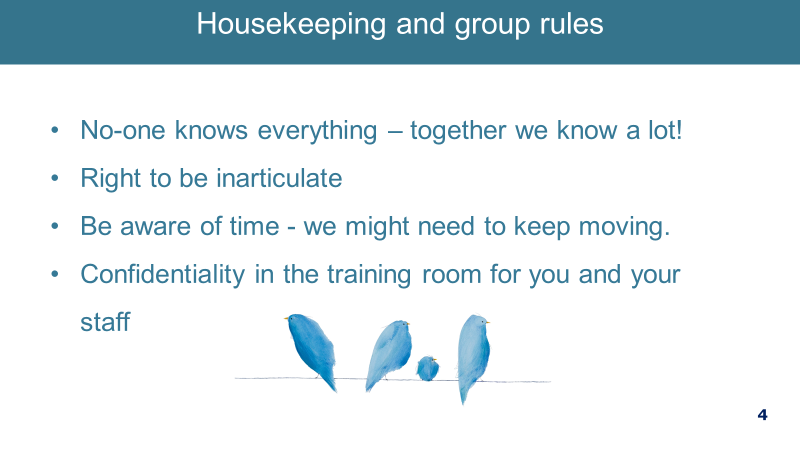 Housekeeping and group rules
• No-one knows everything – together we know a lot!
• Right to be inarticulate
• Be aware of time - we might need to keep moving.
• Confidentiality in the training room for you and your
staff
4